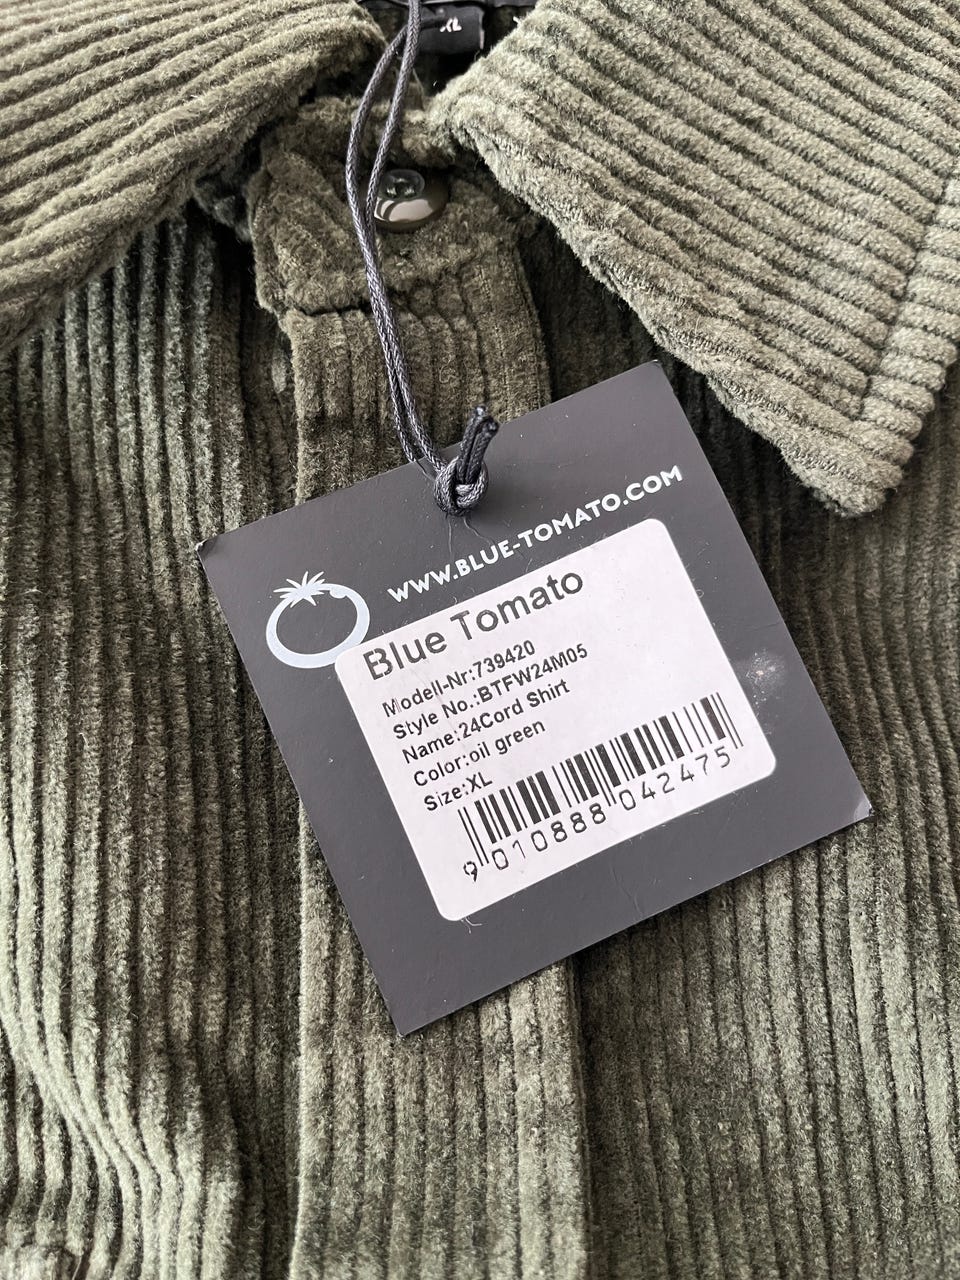 XL
WWW.BLUE-TOMATO.COM
Blue Tomato
Modell-Nr:739420
Style No.:BTFW24M05
Name:24Cord Shirt
Color:oil green
Size:XL
9 010888 042475